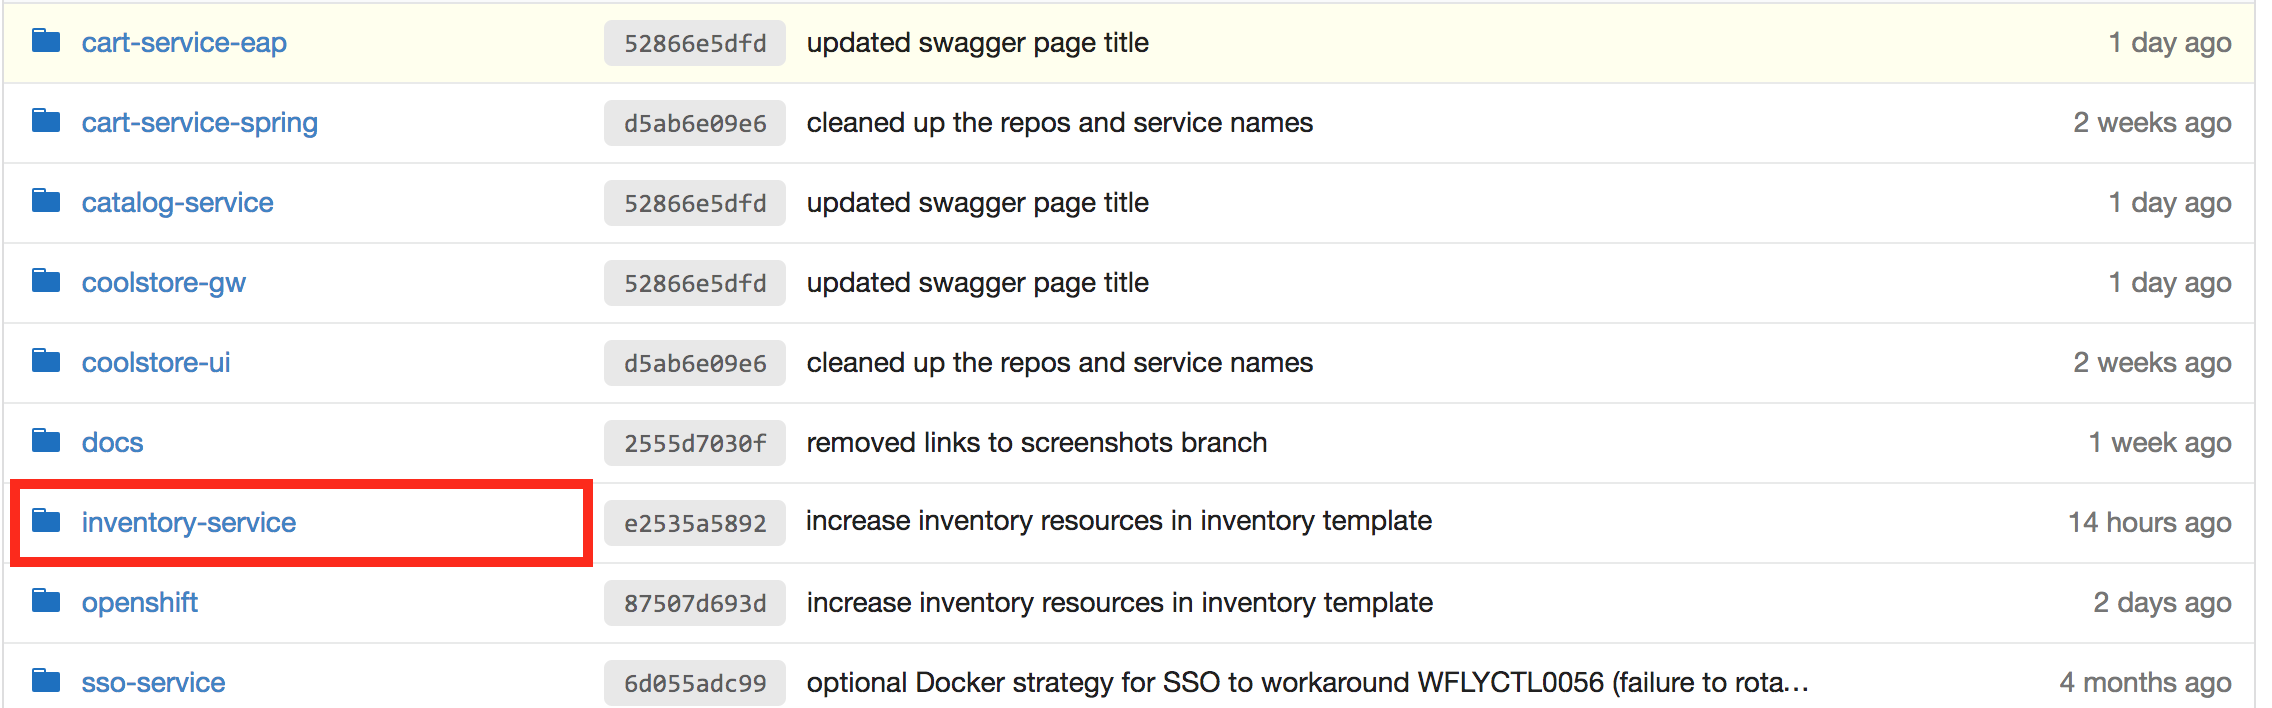 cart-service-eap 52866e5dfd updated swagger page title 1 day ago
cart-service-spring d5ab6e09e6 cleaned up the repos and service names 2 weeks ago
catalog-service 52866e5dfd updated swagger page title 1 day ago
coolstore-gw 52866e5dfd updated swagger page title 1 day ago
coolstore-ui d5ab6e09e6 cleaned up the repos and service names 2 weeks ago
docs 2555d7030f removed links to screenshots branch 1 week ago
inventory-service e2535a5892 increase inventory resources in inventory template 14 hours ago
openshift 87507d693d increase inventory resources in inventory template 2 days ago
sso-service 6d055adc99 optional Docker strategy for SSO to workaround WFLYCTL0056 (failure to rota... 4 months ago